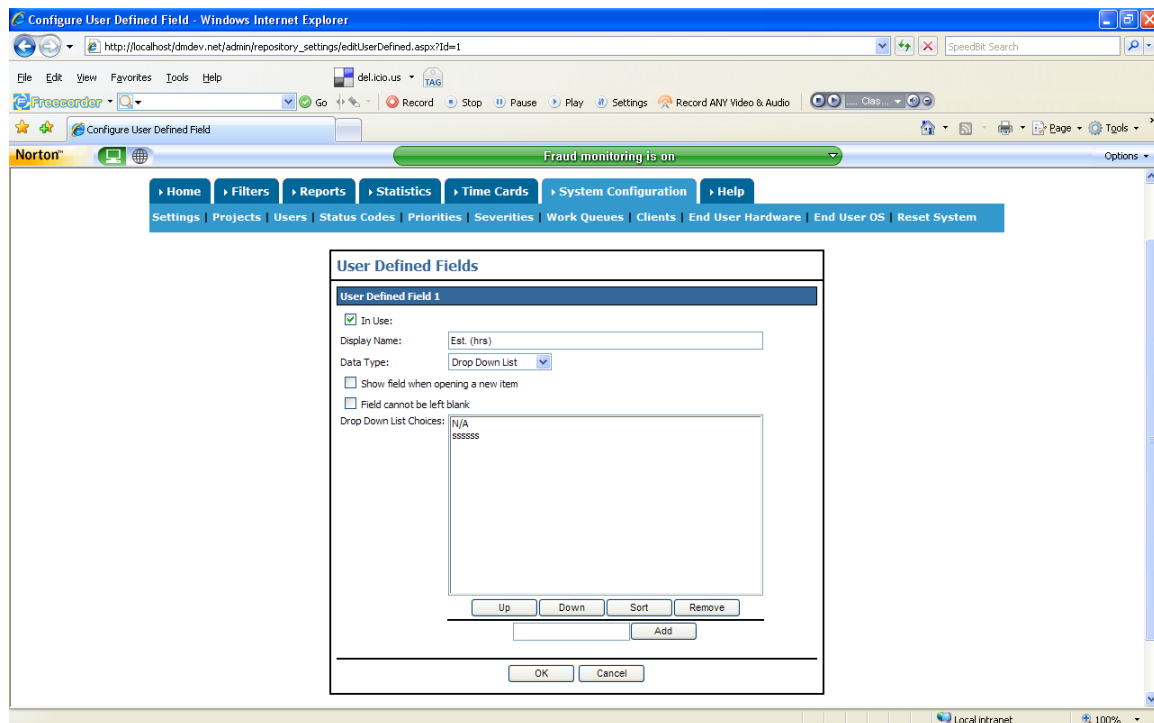 Configure User Defined Field - Windows Internet Explorer
http://localhost/dmdev.net/admin/repository_settings/editUserDefined.aspx?Id=1
SpeedBit Search
File Edit View Favorites Tools Help
del.icio.us TAG
Freecorder Go Record Stop Pause Play Settings Record ANY Video & Audio .... Clas...
Configure User Defined Field Page Tools
Norton™ Fraud monitoring is on Options
Home Filters Reports Statistics Time Cards System Configuration Help
Settings | Projects | Users | Status Codes | Priorities | Severities | Work Queues | Clients | End User Hardware | End User OS | Reset System
User Defined Fields
User Defined Field 1
In Use:
Display Name: Est. (hrs)
Data Type: Drop Down List
Show field when opening a new item
Field cannot be left blank
Drop Down List Choices: N/A
ssssss
Up Down Sort Remove
Add
OK Cancel
Local intranet 100%